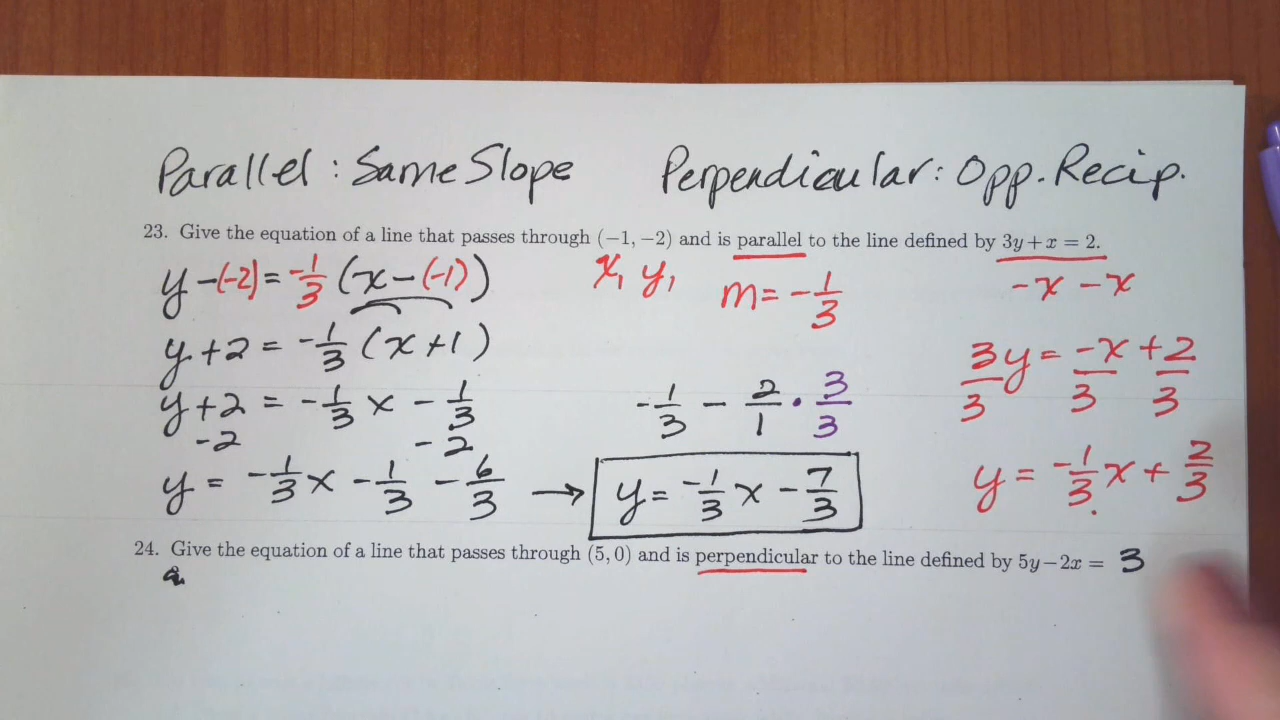 Parallel : Same Slope    Perpendicular: Opp. Recip.
23. Give the equation of a line that passes through (−1, −2) and is parallel to the line defined by 3y + x = 2.
y − (−2) = −1/3 (x − (−1))    x₁ y₁    m = −1/3    −x −x
y + 2 = −1/3 (x + 1)    3y/3 = −x/3 + 2/3
y + 2 = −1/3 x − 1/3    −1/3 − 2/1 · 3/3
−2    −2
y = −1/3 x − 1/3 − 6/3 → y = −1/3 x − 7/3    y = −1/3 x + 2/3
24. Give the equation of a line that passes through (5, 0) and is perpendicular to the line defined by 5y − 2x = 3